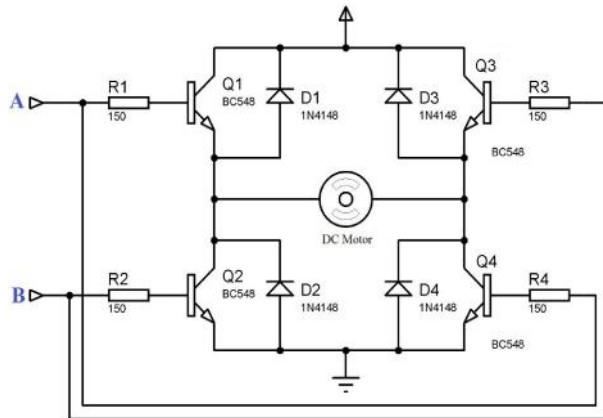 A
R1
150
Q1
BC548
D1
1N4148
D3
1N4148
Q3
BC548
R3
150
DC Motor
B
R2
150
Q2
BC548
D2
1N4148
D4
1N4148
Q4
BC548
R4
150